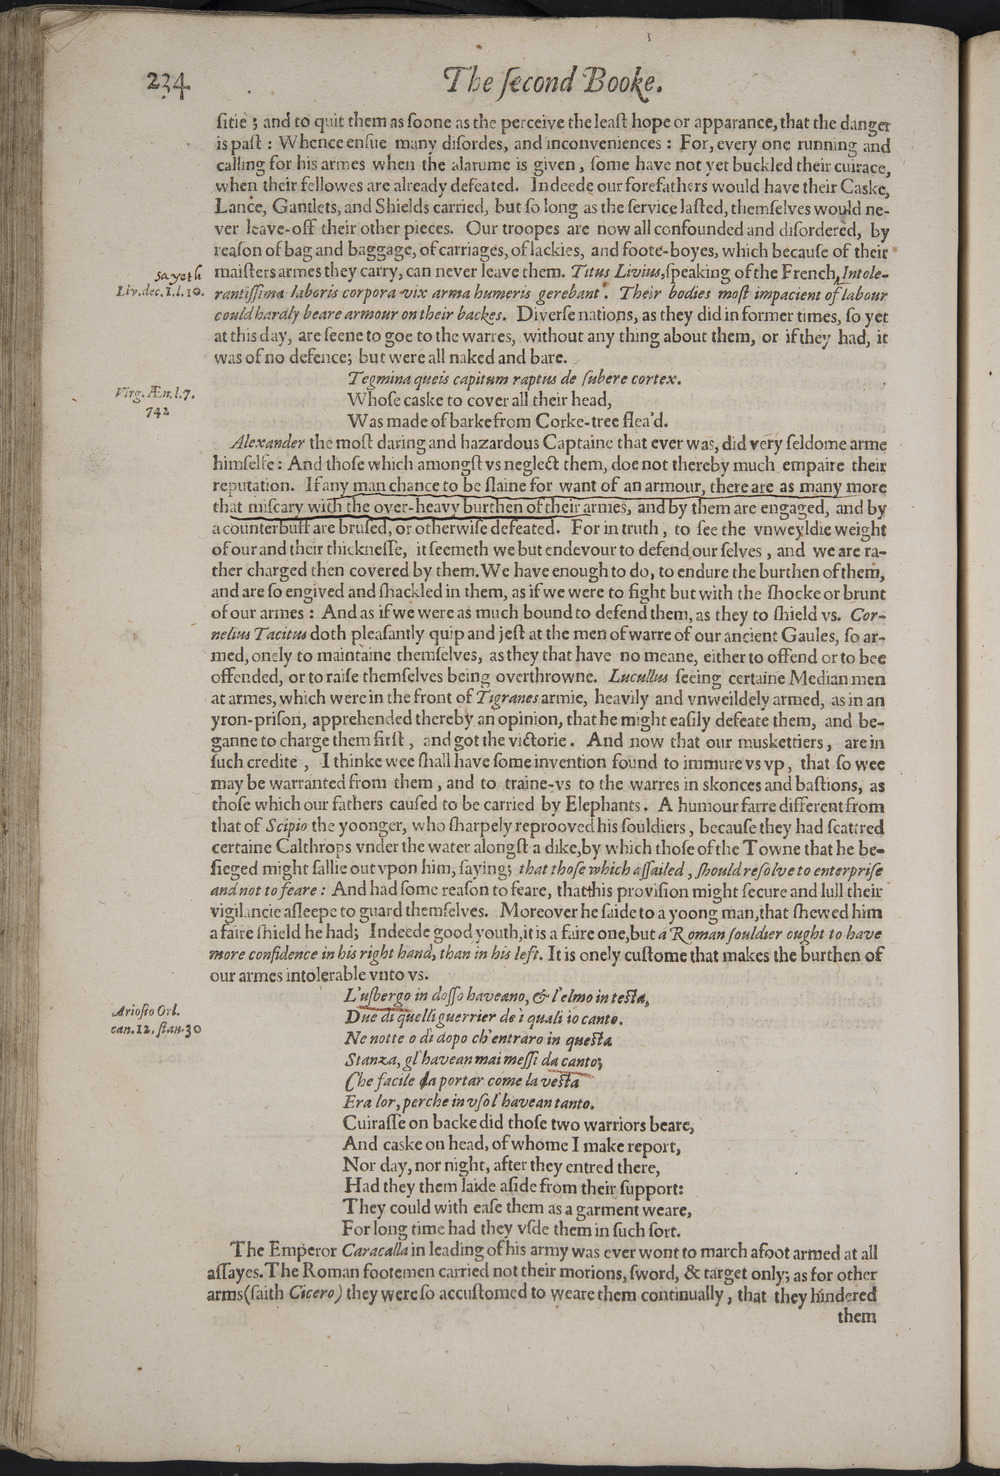 234
The ſecond Booke.
ſitie ; and to quit them as ſoone as the perceive the leaſt hope or apparance, that the danger
is paſt : Whence enſue many diſordes, and inconveniences : For, every one running and
calling for his armes when the alarume is given , ſome have not yet buckled their cuirace,
when their fellowes are already defeated. Indeede our forefathers would have their Caske,
Lance, Gantlets, and Shields carried, but ſo long as the ſervice laſted, themſelves would ne-
ver leave-off their other pieces. Our troopes are now all confounded and diſordered, by
reaſon of bag and baggage, of carriages, of lackies, and foote-boyes, which becauſe of their
sayeth
maiſters armes they carry, can never leave them. Titus Livius, ſpeaking of the French, Intole-
Liv. dec. 1. l. 10.
rantiſſima laboris corpora vix arma humeris gerebant. Their bodies moſt impacient of labour
could hardly beare armour on their backes. Diverſe nations, as they did in former times, ſo yet
at this day, are ſeene to goe to the warres, without any thing about them, or if they had, it
was of no defence; but were all naked and bare.
Tegmina queis capitum raptus de ſubere cortex.
Virg. Æn. l. 7.
742
Whoſe caske to cover all their head,
Was made of barke from Corke-tree flea'd.
Alexander the moſt daring and hazardous Captaine that ever was, did very ſeldome arme
himſelfe : And thoſe which amongſt vs neglect them, doe not thereby much empaire their
reputation. If any man chance to be ſlaine for want of an armour, there are as many more
that miſcary with the over-heavy burthen of their armes, and by them are engaged, and by
a counterbuff are bruſed, or otherwiſe defeated. For in truth , to ſee the vnweyldie weight
of our and their thickneſſe, it ſeemeth we but endevour to defend our ſelves , and we are ra-
ther charged then covered by them. We have enough to do, to endure the burthen of them,
and are ſo engived and ſhackled in them, as if we were to fight but with the ſhocke or brunt
of our armes : And as if we were as much bound to defend them, as they to ſhield vs. Cor-
nelius Tacitus doth pleaſantly quip and jeſt at the men of warre of our ancient Gaules, ſo ar-
med, onely to maintaine themſelves, as they that have no meane, either to offend or to bee
offended, or to raiſe themſelves being overthrowne. Lucullus ſeeing certaine Median men
at armes, which were in the front of Tigranes armie, heavily and vnweildely armed, as in an
yron-priſon, apprehended thereby an opinion, that he might eaſily defeate them, and be-
ganne to charge them firſt , and got the victorie. And now that our muskettiers, are in
ſuch credite , I thinke wee ſhall have ſome invention found to immure vs vp, that ſo wee
may be warranted from them , and to traine-vs to the warres in skonces and baſtions, as
thoſe which our fathers cauſed to be carried by Elephants. A humour farre different from
that of Scipio the yoonger, who ſharpely reprooved his ſouldiers, becauſe they had ſcattred
certaine Calthrops vnder the water alongſt a dike, by which thoſe of the Towne that he be-
ſieged might ſallie out vpon him, ſaying; that thoſe which aſſailed , ſhould reſolve to enterpriſe
and not to feare : And had ſome reaſon to feare, that this proviſion might ſecure and lull their
vigilancie aſleepe to guard themſelves. Moreover he ſaide to a yoong man, that ſhewed him
a faire ſhield he had; Indeede good youth, it is a faire one, but a Roman ſouldier ought to have
more confidence in his right hand, than in his left. It is onely cuſtome that makes the burthen of
our armes intolerable vnto vs.
L'uſbergo in doſſo haveano, & l'elmo in teſta,
Arioſto Orl.
can. 12, ſtan. 30
Due di quelli guerrier de i quali io canto.
Ne notte o di dopo ch'entraro in queſta
Stanza, gl'havean mai meſſi da canto;
Che facile da portar come la veſta
Era lor, perche in vſo l'havean tanto.
Cuiraſſe on backe did thoſe two warriors beare,
And caske on head, of whome I make report,
Nor day, nor night, after they entred there,
Had they them laide aſide from their ſupport:
They could with eaſe them as a garment weare,
For long time had they vſde them in ſuch ſort.
The Emperor Caracalla in leading of his army was ever wont to march afoot armed at all
aſſayes. The Roman footemen carried not their morions, ſword, & target only; as for other
arms (ſaith Cicero) they were ſo accuſtomed to weare them continually, that they hindered
them